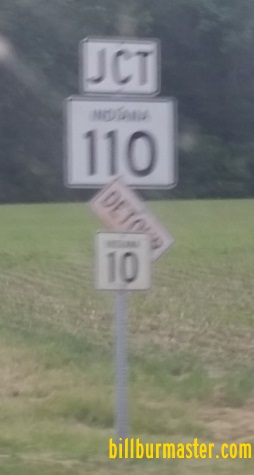 JCT
INDIANA
110
DETOUR
INDIANA
10
billburmaster.com